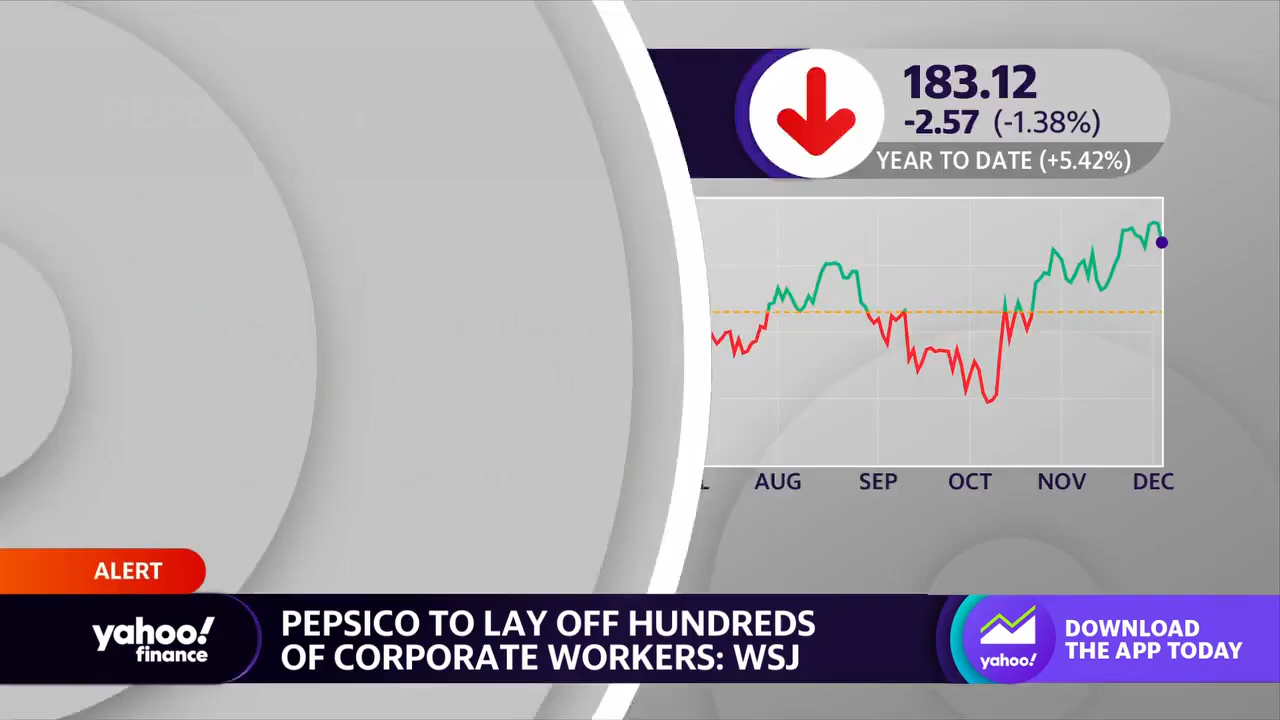 183.12
-2.57 (-1.38%)
YEAR TO DATE (+5.42%)
AUG SEP OCT NOV DEC
ALERT
yahoo!
finance
PEPSICO TO LAY OFF HUNDREDS
OF CORPORATE WORKERS: WSJ
yahoo!
DOWNLOAD
THE APP TODAY